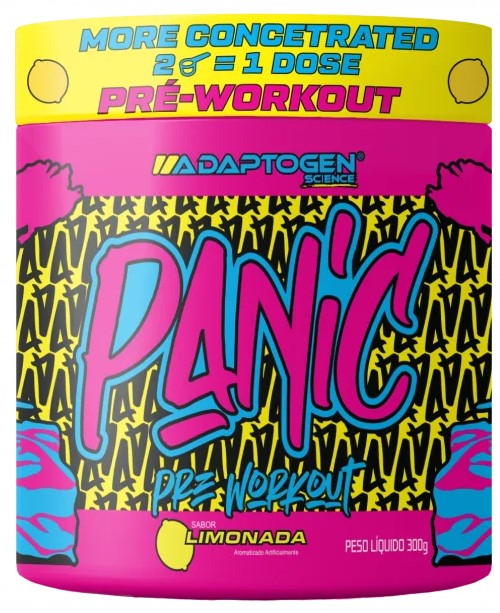 MORE CONCETRATED
2 = 1 DOSE
PRÉ-WORKOUT
ADAPTOGEN®
SCIENCE
PANIC
PRE WORKOUT
SABOR
LIMONADA
Aromatizado Artificialmente
PESO LÍQUIDO 300g